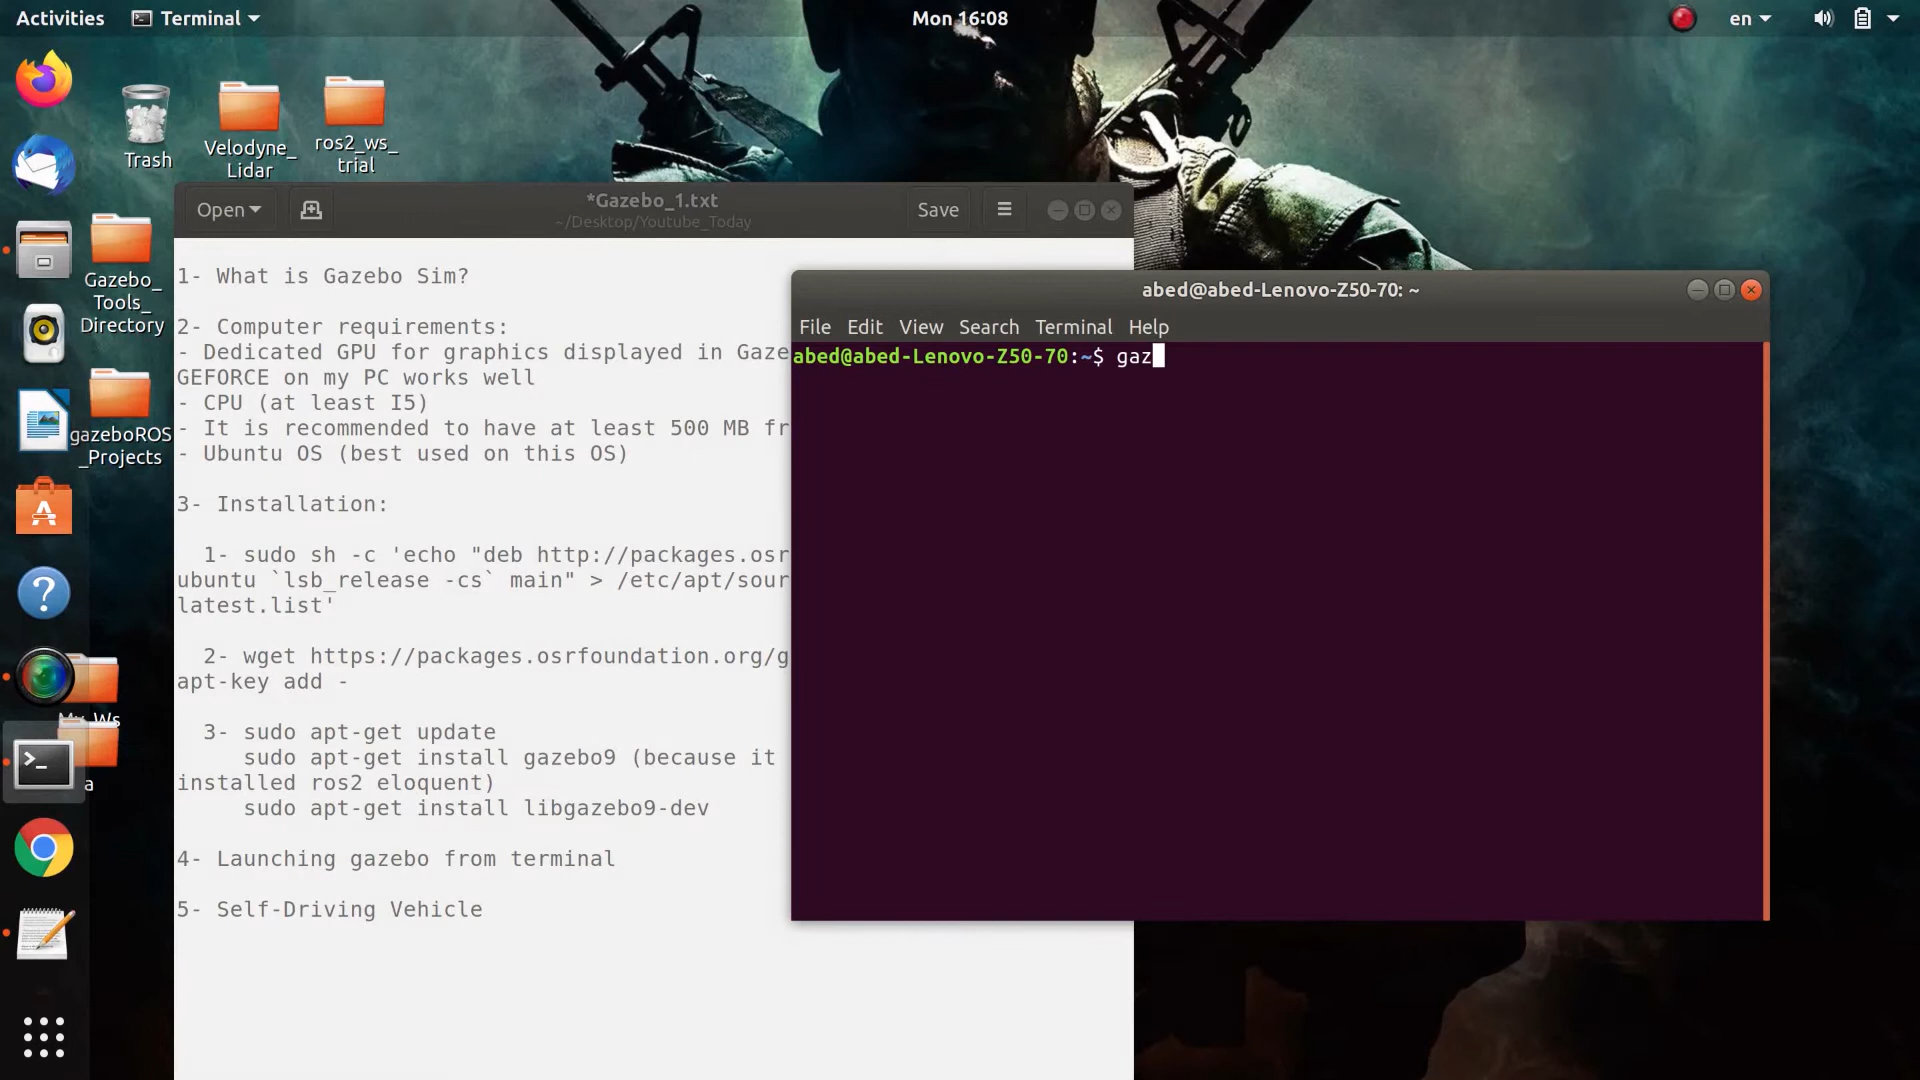 Activities
Terminal
Mon 16:08
en
Trash
Velodyne_
Lidar
ros2_ws_
trial
Gazebo_
Tools_
Directory
gazeboROS
_Projects
a
Open
*Gazebo_1.txt
~/Desktop/Youtube_Today
Save
1- What is Gazebo Sim?
2- Computer requirements:
- Dedicated GPU for graphics displayed in Gaze
GEFORCE on my PC works well
- CPU (at least I5)
- It is recommended to have at least 500 MB fr
- Ubuntu OS (best used on this OS)
3- Installation:
1- sudo sh -c 'echo "deb http://packages.osr
ubuntu `lsb_release -cs` main" > /etc/apt/sour
latest.list'
2- wget https://packages.osrfoundation.org/g
apt-key add -
3- sudo apt-get update
sudo apt-get install gazebo9 (because it
installed ros2 eloquent)
sudo apt-get install libgazebo9-dev
4- Launching gazebo from terminal
5- Self-Driving Vehicle
abed@abed-Lenovo-Z50-70: ~
File Edit View Search Terminal Help
abed@abed-Lenovo-Z50-70:~$ gaz